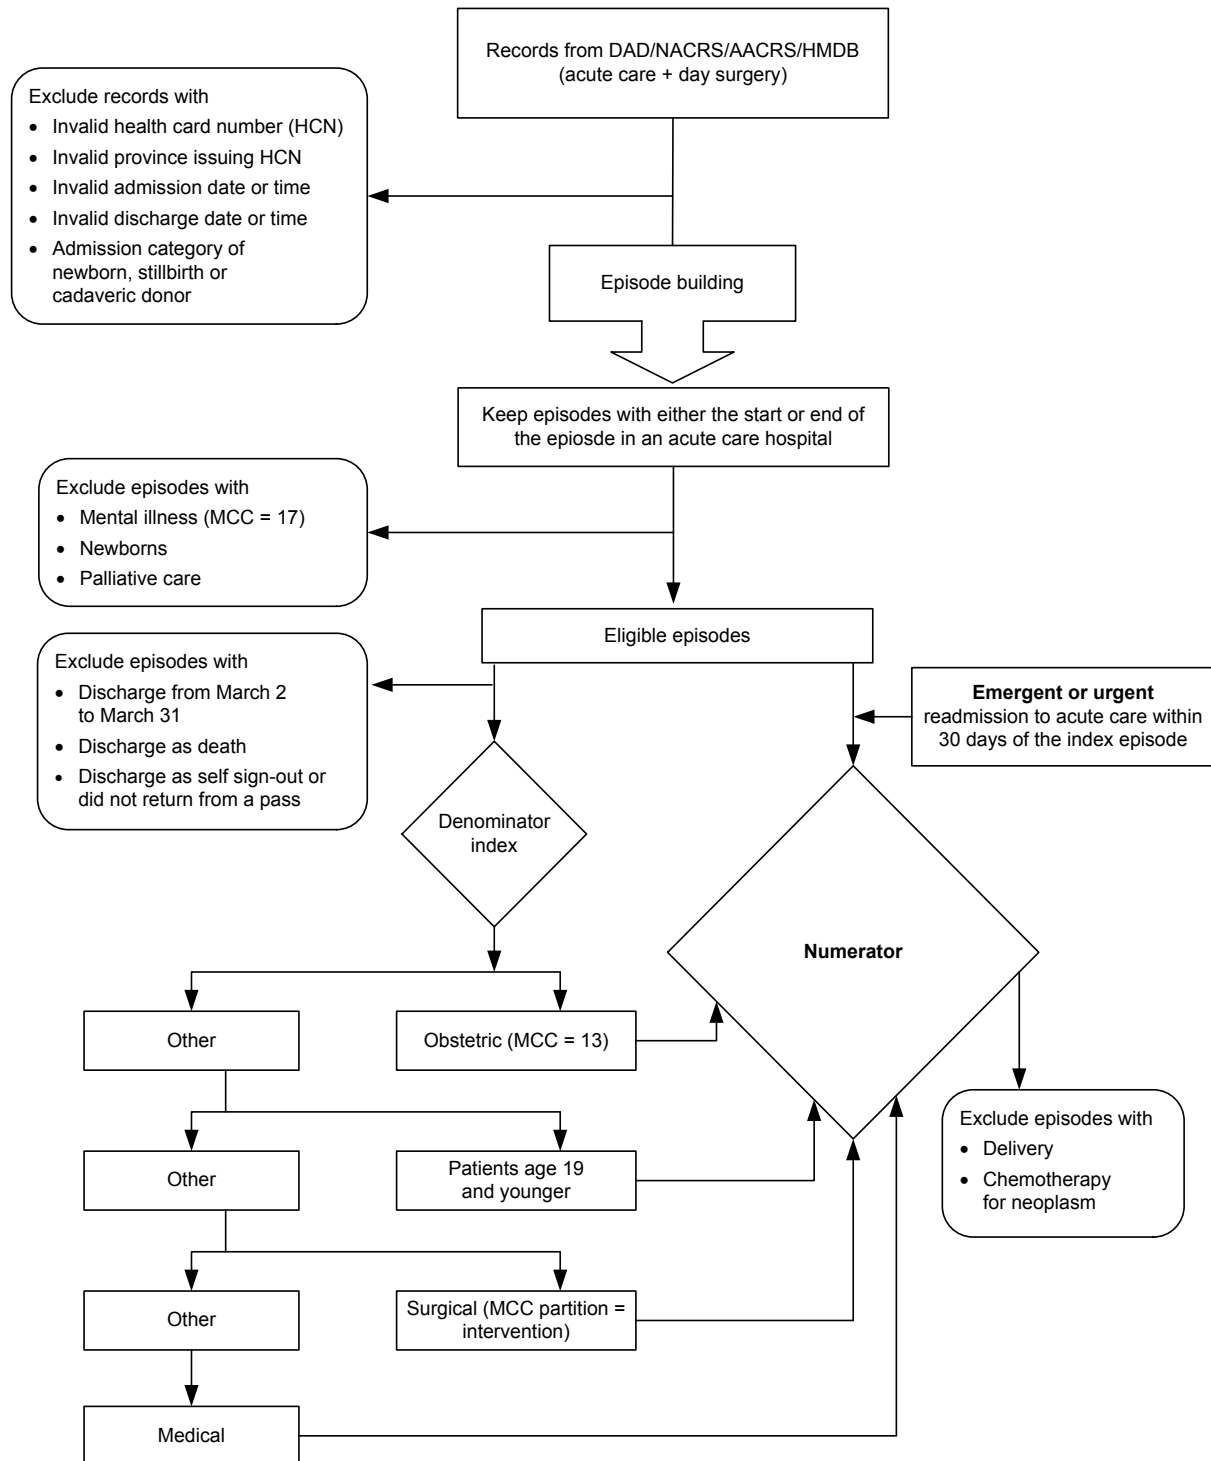 Records from DAD/NACRS/AACRS/HMDB
(acute care + day surgery)
Exclude records with
• Invalid health card number (HCN)
• Invalid province issuing HCN
• Invalid admission date or time
• Invalid discharge date or time
• Admission category of
newborn, stillbirth or
cadaveric donor
Episode building
Keep episodes with either the start or end of
the epiosde in an acute care hospital
Exclude episodes with
• Mental illness (MCC = 17)
• Newborns
• Palliative care
Eligible episodes
Exclude episodes with
• Discharge from March 2
to March 31
• Discharge as death
• Discharge as self sign-out or
did not return from a pass
Emergent or urgent
readmission to acute care within
30 days of the index episode
Denominator
index
Numerator
Other
Obstetric (MCC = 13)
Exclude episodes with
• Delivery
• Chemotherapy
for neoplasm
Other
Patients age 19
and younger
Other
Surgical (MCC partition =
intervention)
Medical